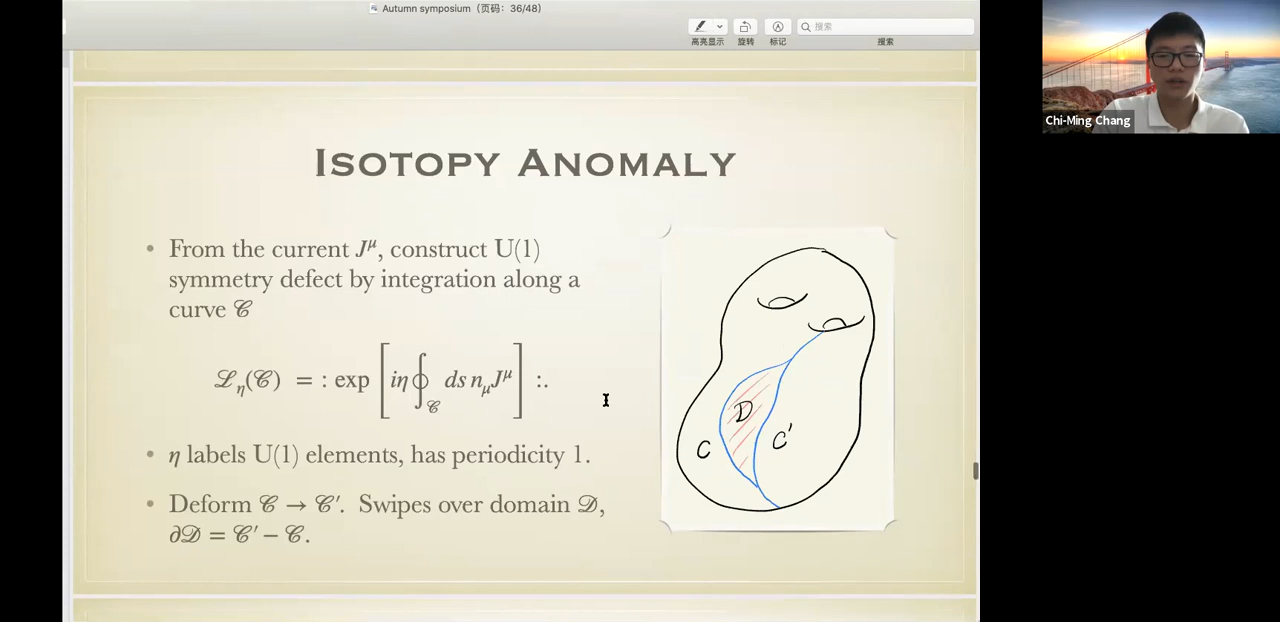 Autumn symposium（页码：36/48）
搜索
高亮显示 旋转 标记 搜索
Chi-Ming Chang
ISOTOPY ANOMALY
• From the current J^μ, construct U(1)
symmetry defect by integration along a
curve 𝒞
ℒ_η(𝒞) = : exp [ iη ∮_𝒞 ds n_μ J^μ ] :.
• η labels U(1) elements, has periodicity 1.
• Deform 𝒞 → 𝒞′. Swipes over domain 𝒟,
∂𝒟 = 𝒞′ − 𝒞.
D
C
C'